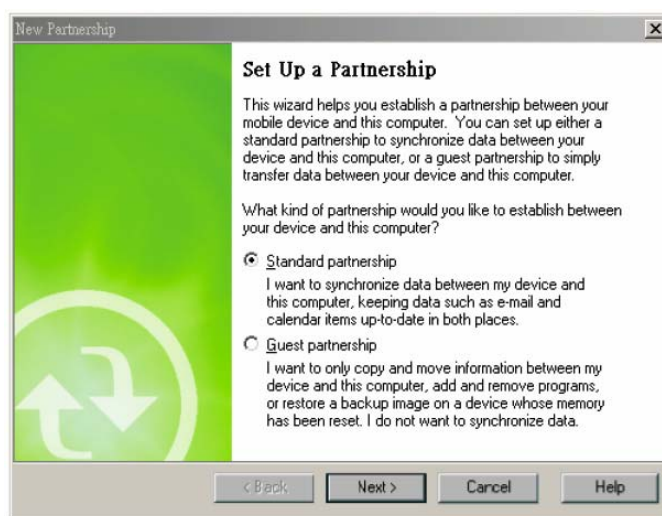 New Partnership
Set Up a Partnership
This wizard helps you establish a partnership between your
mobile device and this computer. You can set up either a
standard partnership to synchronize data between your
device and this computer, or a guest partnership to simply
transfer data between your device and this computer.
What kind of partnership would you like to establish between
your device and this computer?
Standard partnership
I want to synchronize data between my device and
this computer, keeping data such as e-mail and
calendar items up-to-date in both places.
Guest partnership
I want to only copy and move information between my
device and this computer, add and remove programs,
or restore a backup image on a device whose memory
has been reset. I do not want to synchronize data.
< Back Next > Cancel Help